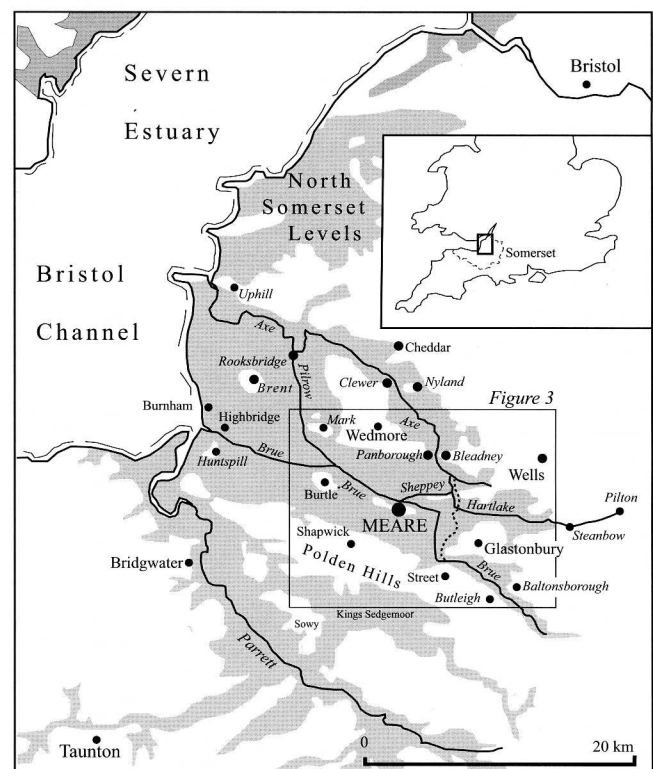 Severn
Estuary
Bristol
North
Somerset
Levels
Somerset
Bristol
Channel
Uphill
Axe
Cheddar
Rooksbridge
Pilrow
Brent
Clewer
Nyland
Figure 3
Burnham
Highbridge
Mark
Wedmore
Axe
Huntspill
Brue
Panborough
Bleadney
Wells
Burtle
Brue
Sheppey
Hartlake
Pilton
MEARE
Steanbow
Shapwick
Glastonbury
Polden Hills
Bridgwater
Street
Brue
Baltonsborough
Butleigh
Kings Sedgemoor
Sowy
Parrett
Taunton
0
20 km